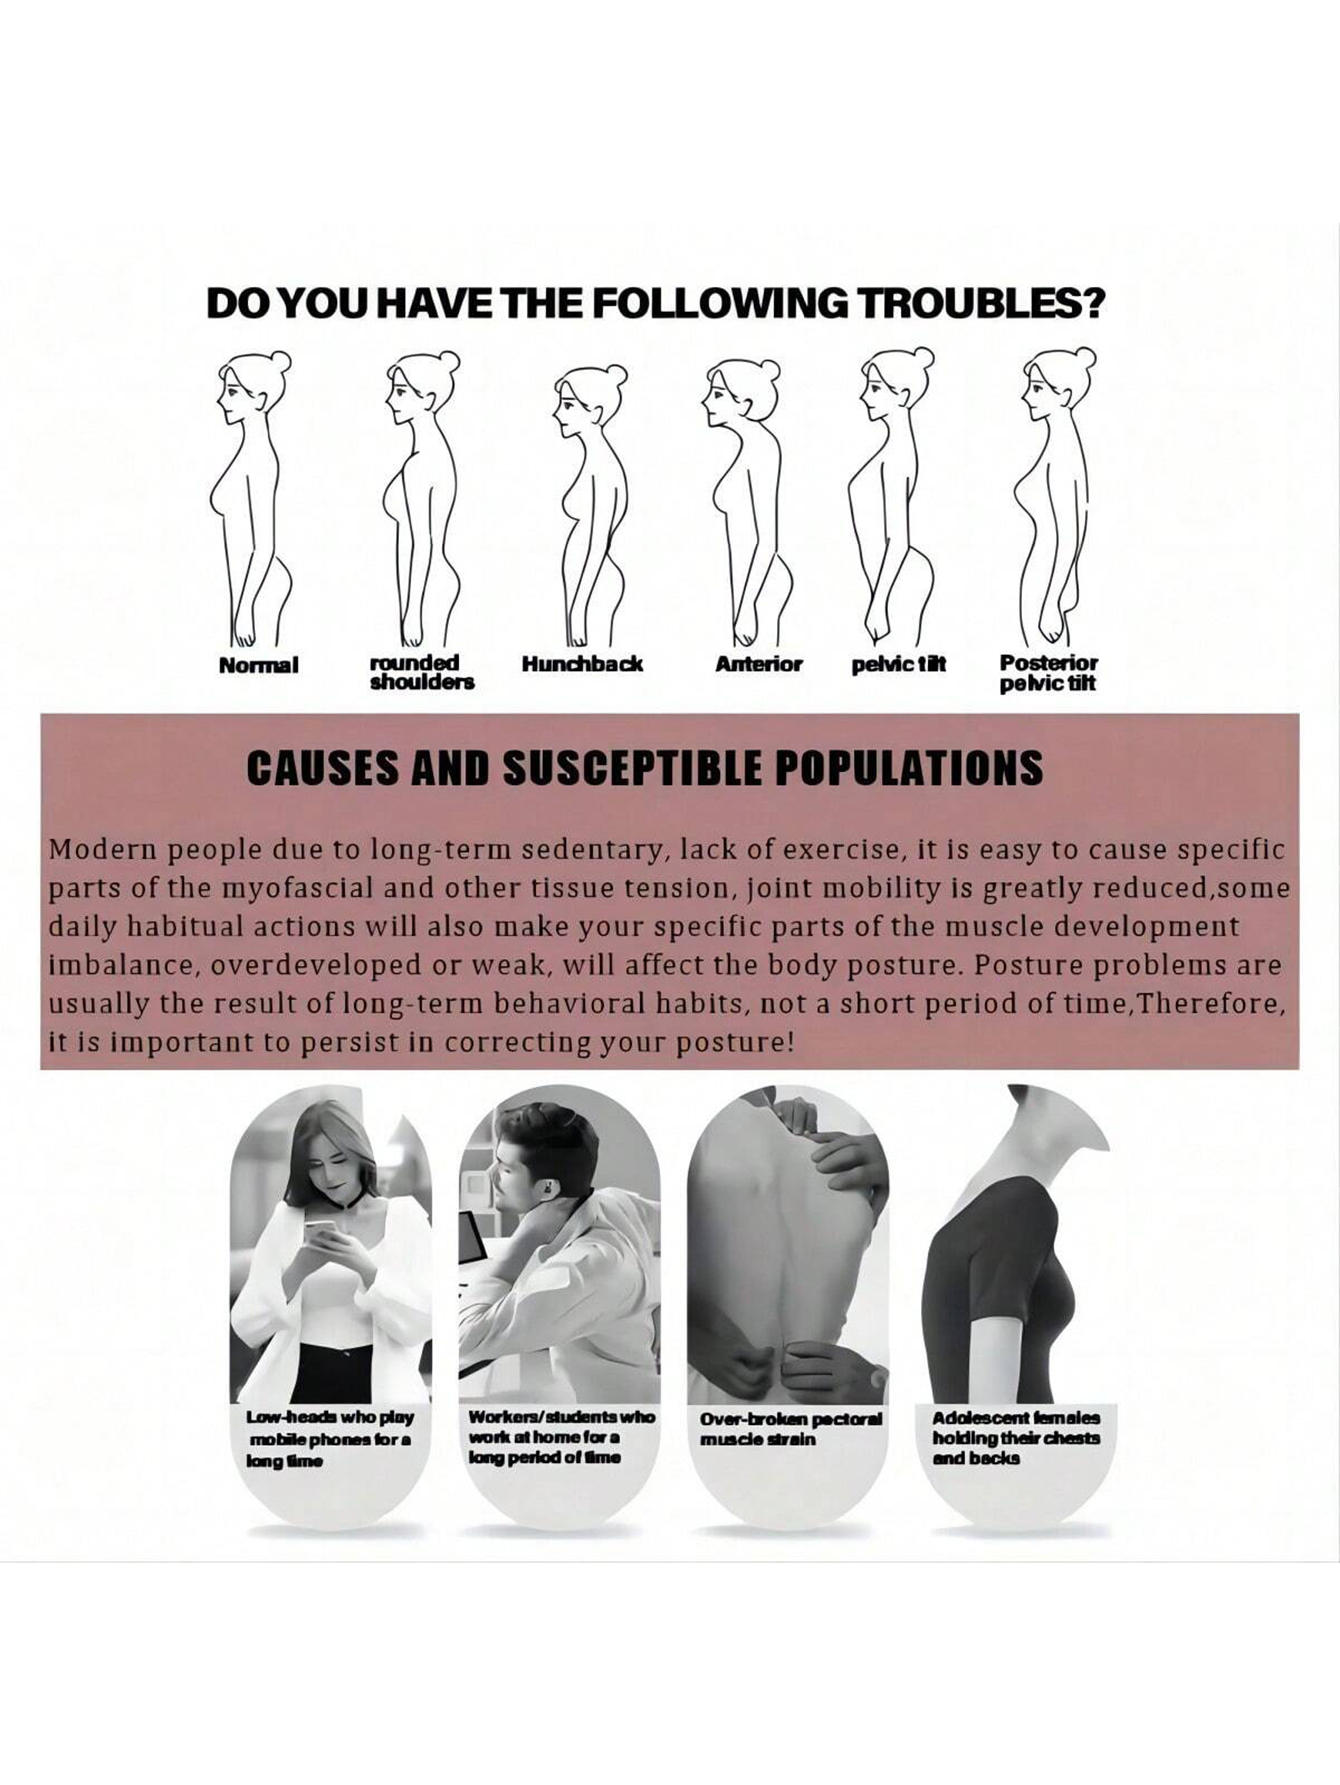 DO YOU HAVE THE FOLLOWING TROUBLES?
Normal
rounded
shoulders
Hunchback
Anterior
pelvic tilt
Posterior
pelvic tilt
CAUSES AND SUSCEPTIBLE POPULATIONS
Modern people due to long-term sedentary, lack of exercise, it is easy to cause specific
parts of the myofascial and other tissue tension, joint mobility is greatly reduced,some
daily habitual actions will also make your specific parts of the muscle development
imbalance, overdeveloped or weak, will affect the body posture. Posture problems are
usually the result of long-term behavioral habits, not a short period of time,Therefore,
it is important to persist in correcting your posture!
Low-heads who play
mobile phones for a
long time
Workers/students who
work at home for a
long period of time
Over-broken pectoral
muscle strain
Adolescent females
holding their chests
and backs